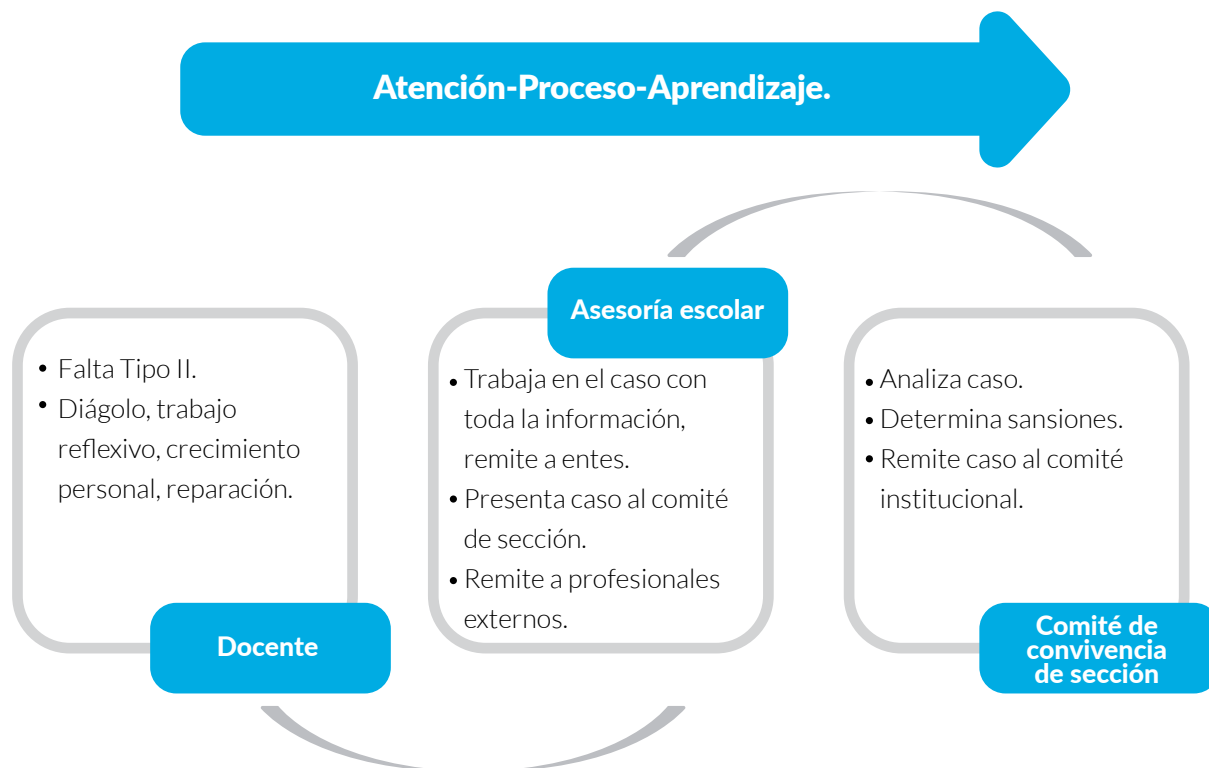 Atención-Proceso-Aprendizaje.
• Falta Tipo II.
• Diágolo, trabajo
reflexivo, crecimiento
personal, reparación.
Docente
Asesoría escolar
• Trabaja en el caso con
toda la información,
remite a entes.
• Presenta caso al comité
de sección.
• Remite a profesionales
externos.
• Analiza caso.
• Determina sansiones.
• Remite caso al comité
institucional.
Comité de
convivencia
de sección